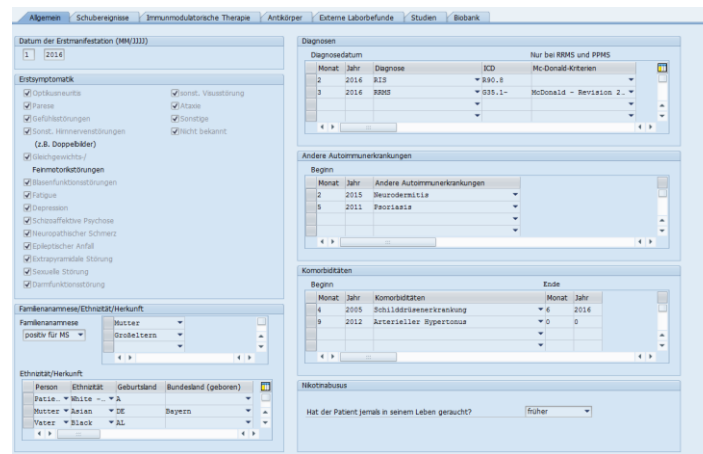 Allgemein Schubereignisse Immunmodulatorische Therapie Antikörper Externe Laborbefunde Studien Biobank
Datum der Erstmanifestation (MM/JJJJ)
1 2016
Erstsymptomatik
Optikusneuritis sonst. Visusstörung
Parese Ataxie
Gefühlsstörungen Sonstige
Sonst. Hirnnervenstörungen Nicht bekannt
(z.B. Doppelbilder)
Gleichgewichts-/
Feinmotorikstörungen
Blasenfunktionsstörungen
Fatigue
Depression
Schizoaffektive Psychose
Neuropathischer Schmerz
Epileptischer Anfall
Extrapyramidale Störung
Sexuelle Störung
Darmfunktionsstörung
Familienanamnese/Ethnizität/Herkunft
Familienanamnese Mutter
positiv für MS Großeltern
Ethnizität/Herkunft
Person Ethnizität Geburtsland Bundesland (geboren)
Patie.. White -.. A
Mutter Asian DE Bayern
Vater Black AL
Diagnosen
Diagnosedatum Nur bei RRMS und PPMS
Monat Jahr Diagnose ICD Mc-Donald-Kriterien
2 2016 RIS R90.8
3 2016 RRMS G35.1- McDonald - Revision 2..
Andere Autoimmunerkrankungen
Beginn
Monat Jahr Andere Autoimmunerkrankungen
2 2015 Neurodermitis
5 2011 Psoriasis
Komorbiditäten
Beginn Ende
Monat Jahr Komorbiditäten Monat Jahr
4 2005 Schilddrüsenerkrankung 6 2016
9 2012 Arterieller Hypertonus 0 0
Nikotinabusus
Hat der Patient jemals in seinem Leben geraucht? früher